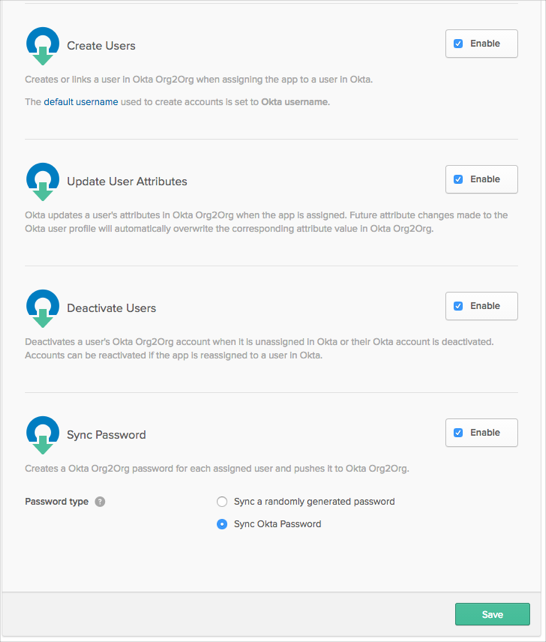 Create Users
Enable
Creates or links a user in Okta Org2Org when assigning the app to a user in Okta.
The default username used to create accounts is set to Okta username.
Update User Attributes
Enable
Okta updates a user's attributes in Okta Org2Org when the app is assigned. Future attribute changes made to the
Okta user profile will automatically overwrite the corresponding attribute value in Okta Org2Org.
Deactivate Users
Enable
Deactivates a user's Okta Org2Org account when it is unassigned in Okta or their Okta account is deactivated.
Accounts can be reactivated if the app is reassigned to a user in Okta.
Sync Password
Enable
Creates a Okta Org2Org password for each assigned user and pushes it to Okta Org2Org.
Password type ?
Sync a randomly generated password
Sync Okta Password
Save